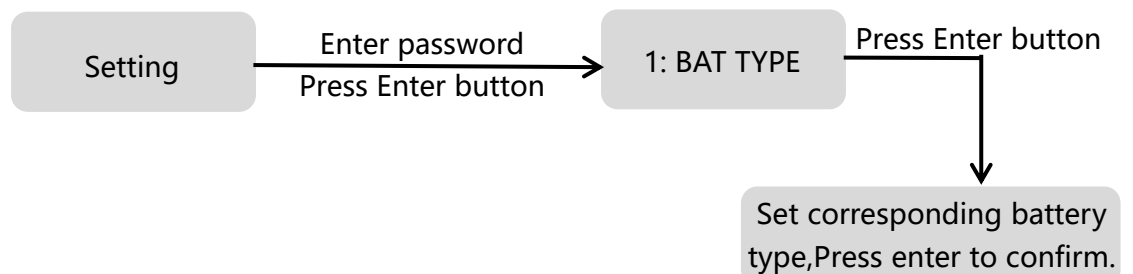 Setting
Enter password
Press Enter button
1: BAT TYPE
Press Enter button
Set corresponding battery
type,Press enter to confirm.